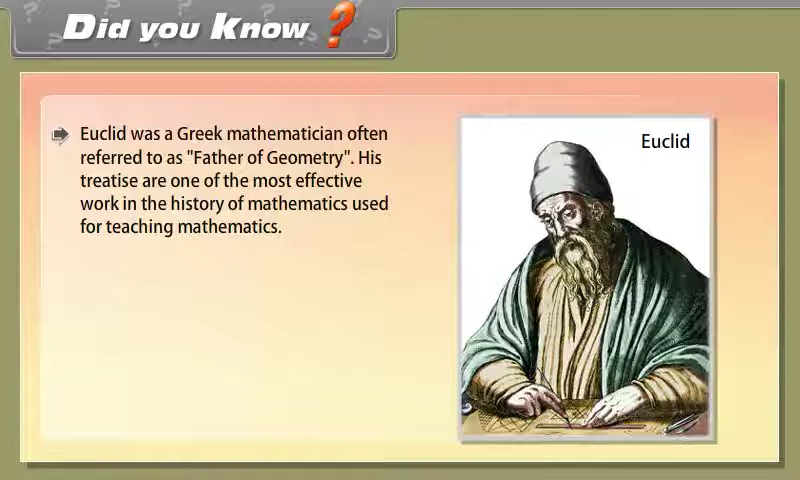 Did you Know ?
Euclid was a Greek mathematician often
referred to as "Father of Geometry". His
treatise are one of the most effective
work in the history of mathematics used
for teaching mathematics.
Euclid